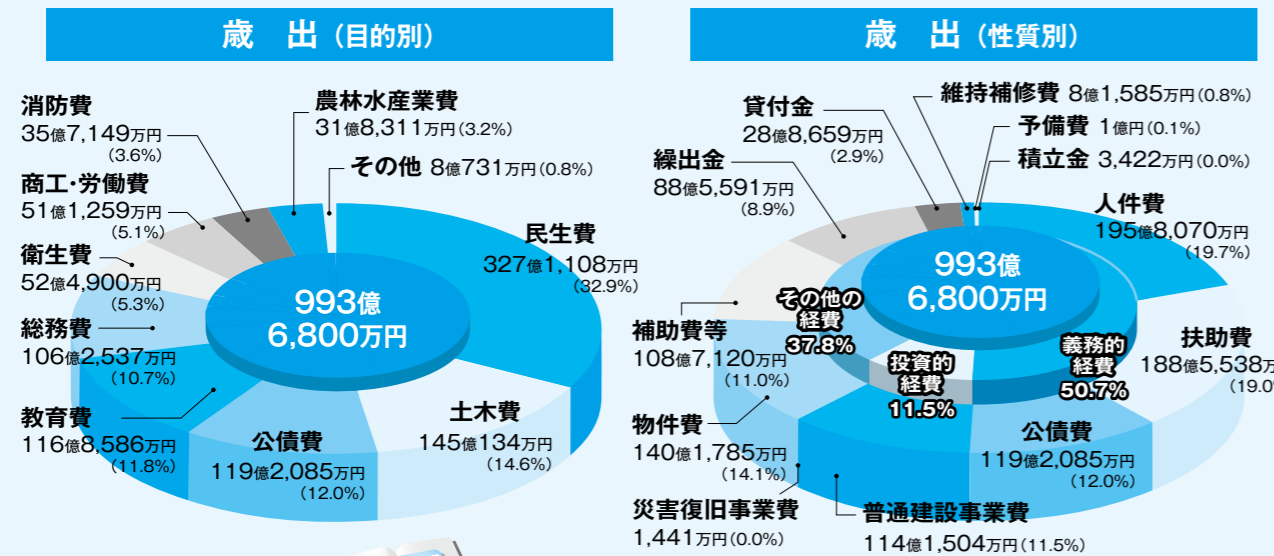 歳 出（目的別）
消防費
35億7,149万円
(3.6%)
農林水産業費
31億8,311万円(3.2%)
その他 8億731万円(0.8%)
商工・労働費
51億1,259万円
(5.1%)
民生費
327億1,108万円
(32.9%)
衛生費
52億4,900万円
(5.3%)
993億
6,800万円
総務費
106億2,537万円
(10.7%)
教育費
116億8,586万円
(11.8%)
公債費
119億2,085万円
(12.0%)
土木費
145億134万円
(14.6%)
歳 出（性質別）
貸付金
28億8,659万円
(2.9%)
維持補修費 8億1,585万円(0.8%)
予備費 1億円(0.1%)
積立金 3,422万円(0.0%)
繰出金
88億5,591万円
(8.9%)
人件費
195億8,070万円
(19.7%)
993億
6,800万円
その他の
経費
37.8%
投資的
経費
11.5%
義務的
経費
50.7%
補助費等
108億7,120万円
(11.0%)
扶助費
188億5,538万
(19.0
物件費
140億1,785万円
(14.1%)
公債費
119億2,085万円
(12.0%)
災害復旧事業費
1,441万円(0.0%)
普通建設事業費
114億1,504万円(11.5%)